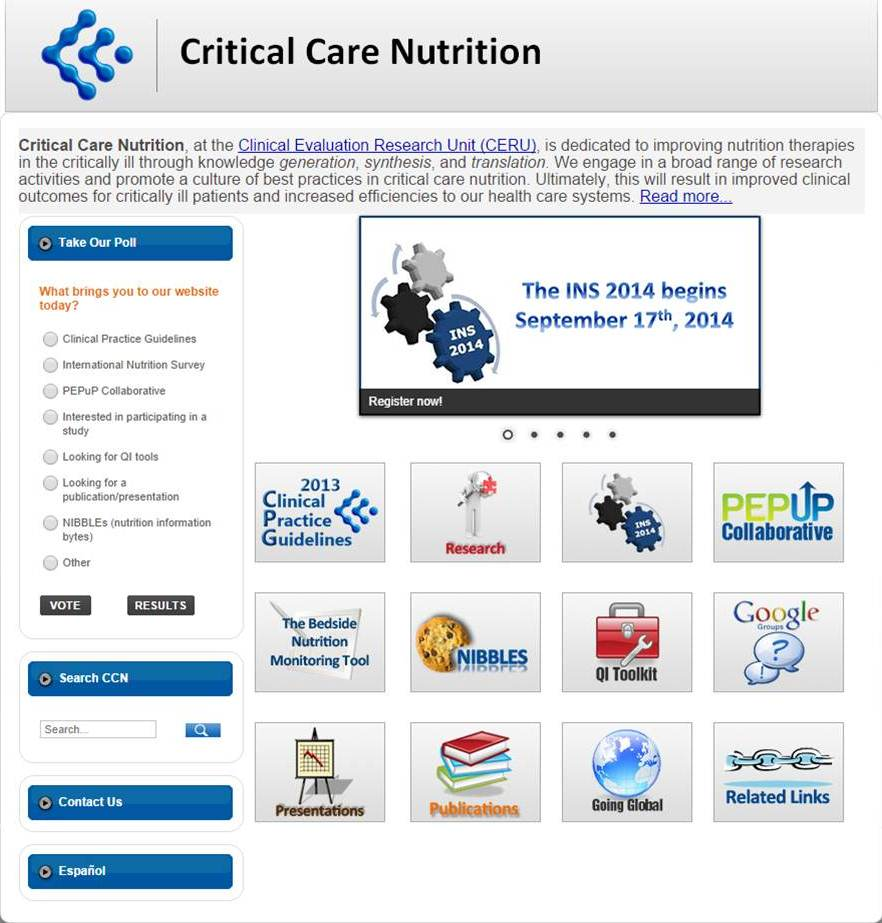 Critical Care Nutrition
Critical Care Nutrition, at the Clinical Evaluation Research Unit (CERU), is dedicated to improving nutrition therapies
in the critically ill through knowledge generation, synthesis, and translation. We engage in a broad range of research
activities and promote a culture of best practices in critical care nutrition. Ultimately, this will result in improved clinical
outcomes for critically ill patients and increased efficiencies to our health care systems. Read more...
Take Our Poll
What brings you to our website
today?
Clinical Practice Guidelines
International Nutrition Survey
PEPuP Collaborative
Interested in participating in a
study
Looking for QI tools
Looking for a
publication/presentation
NIBBLEs (nutrition information
bytes)
Other
VOTE RESULTS
Search CCN
Search...
Contact Us
Español
INS
2014
The INS 2014 begins
September 17th, 2014
Register now!
2013
Clinical
Practice
Guidelines
Research
INS
2014
PEPUP
Collaborative
The Bedside
Nutrition
Monitoring Tool
NIBBLES
QI Toolkit
Google
Groups
?
Presentations
Publications
Going Global
Related Links